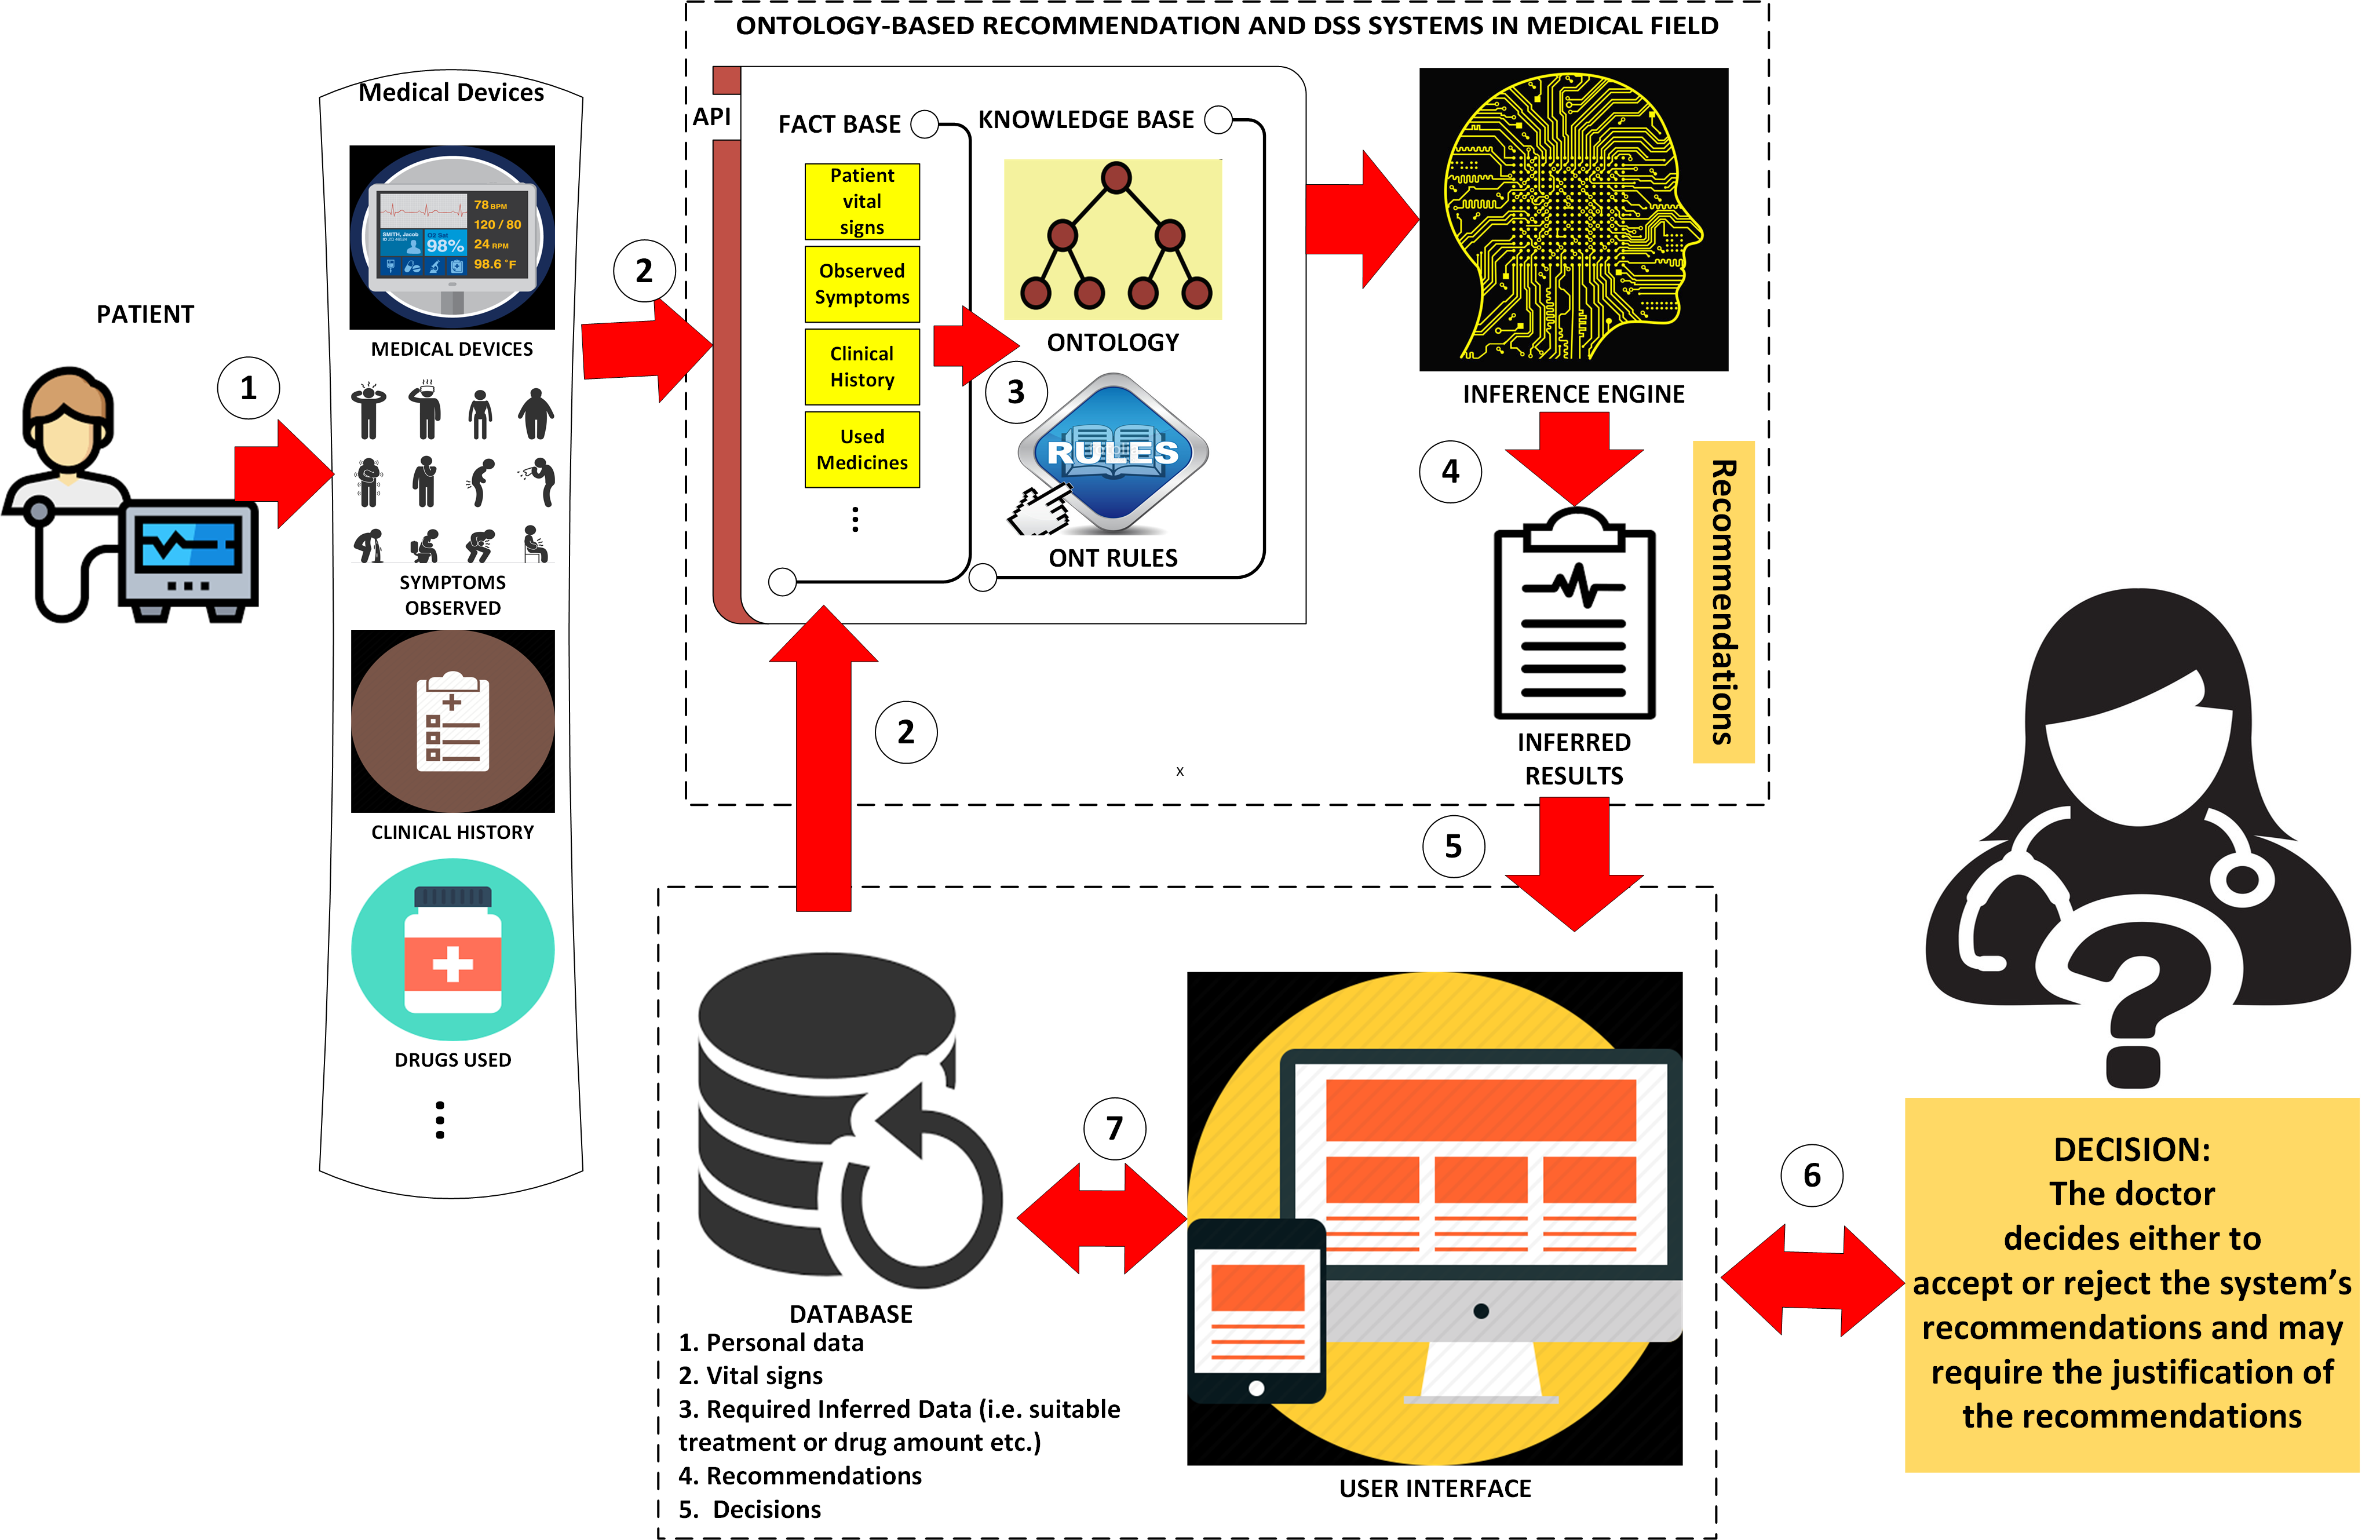 ONTOLOGY-BASED RECOMMENDATION AND DSS SYSTEMS IN MEDICAL FIELD
PATIENT
1
Medical Devices
78 BPM
120 / 80
SMITH, Jacob
98%
24 RPM
98.6 °F
MEDICAL DEVICES
SYMPTOMS
OBSERVED
CLINICAL HISTORY
DRUGS USED
2
API
FACT BASE
Patient
vital
signs
Observed
Symptoms
Clinical
History
Used
Medicines
3
KNOWLEDGE BASE
ONTOLOGY
RULES
ONT RULES
INFERENCE ENGINE
4
Recommendations
INFERRED
RESULTS
2
x
5
DATABASE
1. Personal data
2. Vital signs
3. Required Inferred Data (i.e. suitable
treatment or drug amount etc.)
4. Recommendations
5. Decisions
7
USER INTERFACE
6
DECISION:
The doctor
decides either to
accept or reject the system’s
recommendations and may
require the justification of
the recommendations